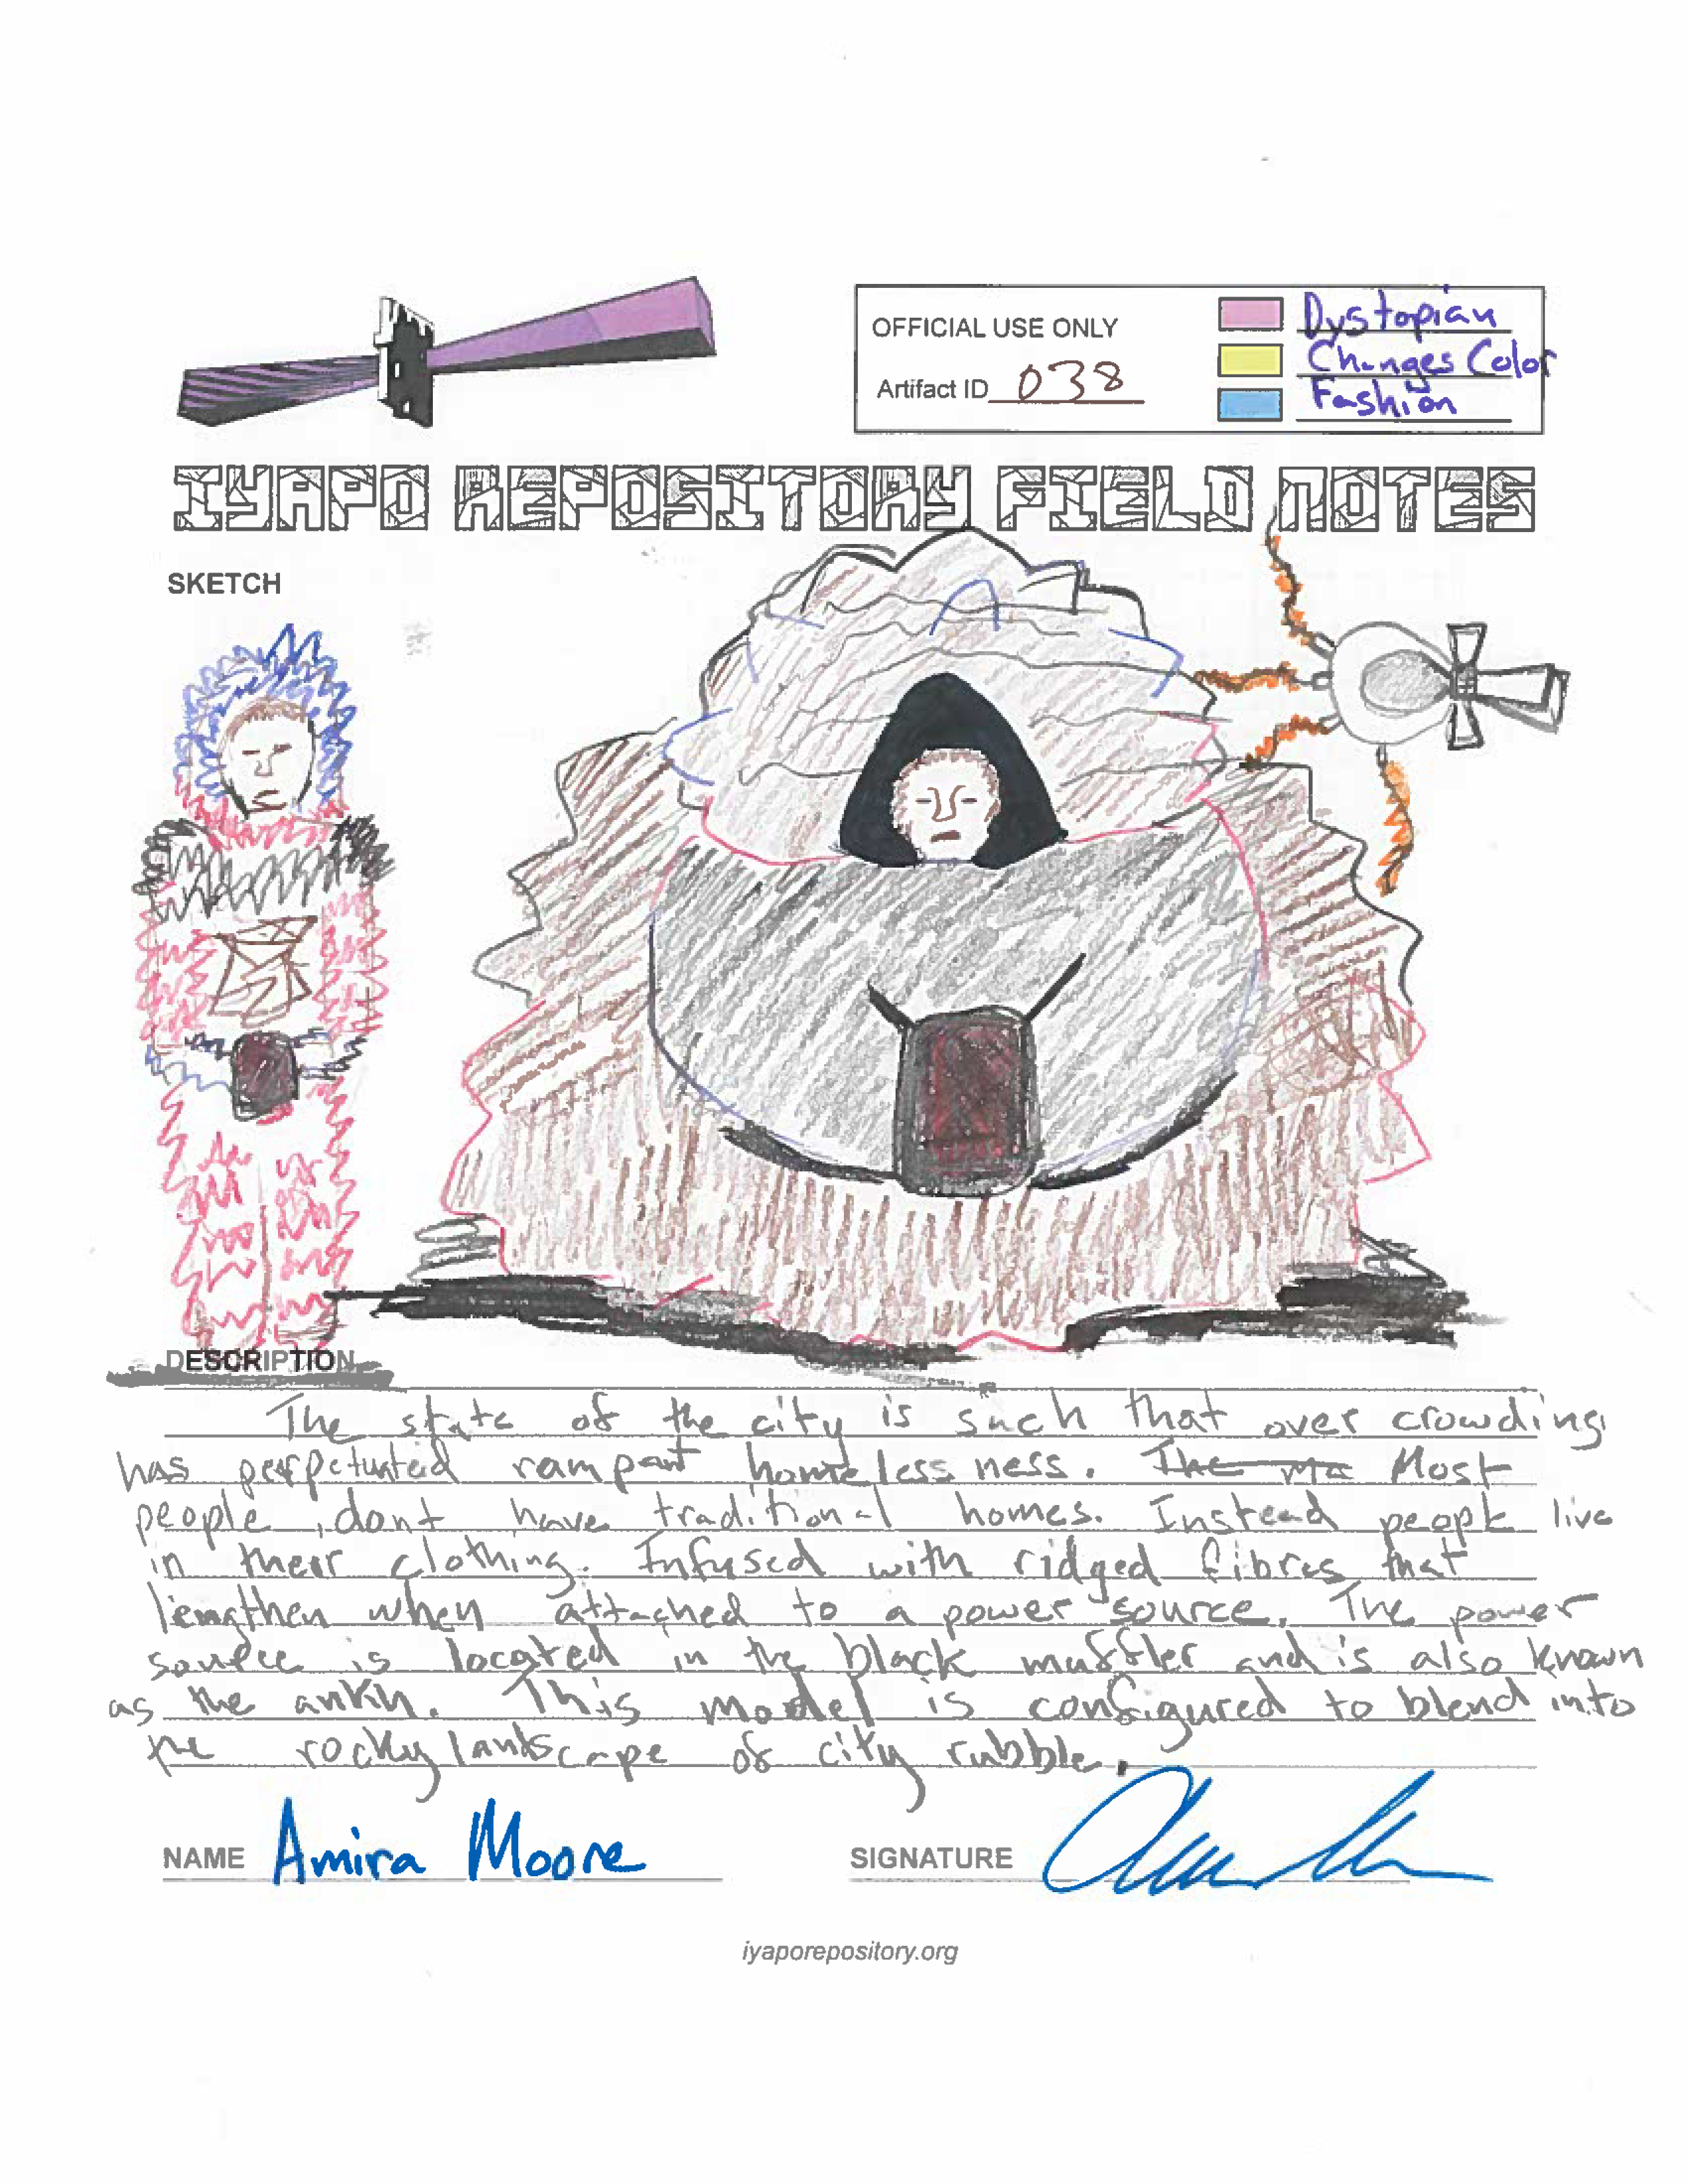 OFFICIAL USE ONLY
Artifact ID 038
Dystopian
Changes Color
Fashion
IYAPO REPOSITORY FIELD NOTES
SKETCH
DESCRIPTION
The state of the city is such that over crowding
has perpetuated rampant homelessness. The ma Most
people, dont have traditional homes. Instead people live
in their clothing. Infused with ridged fibres that
lengthen when attached to a power source. The power
source is located in the black muffler and is also known
as the ankh. This model is configured to blend into
the rocky landscape of city rubble.
NAME Amira Moore
SIGNATURE
iyaporepository.org